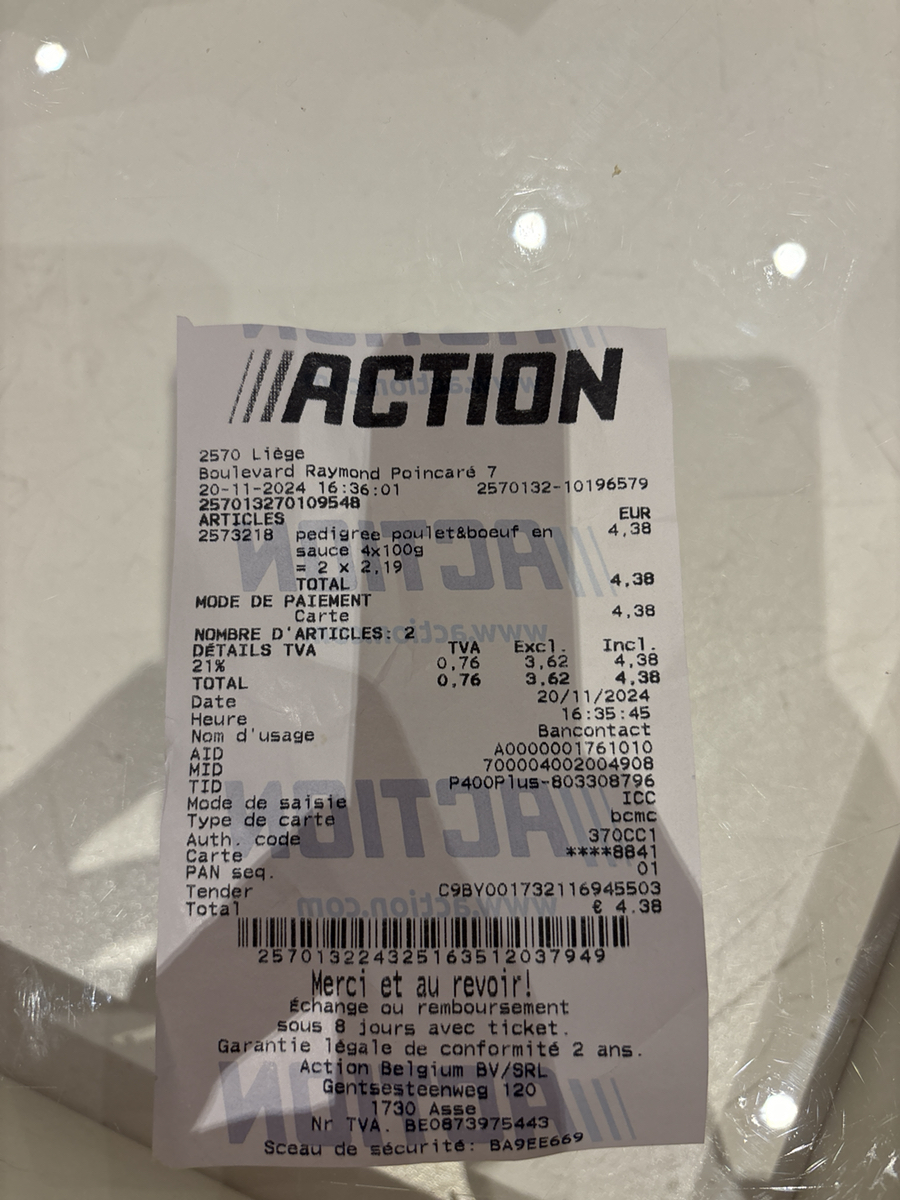 ACTION
2570 Liège
Boulevard Raymond Poincaré 7
20-11-2024 16:36:01 2570132-10196579
257013270109548
ARTICLES EUR
2573218 pedigree poulet&boeuf en 4,38
sauce 4x100g
= 2 x 2,19
TOTAL 4,38
MODE DE PAIEMENT
Carte 4,38
NOMBRE D'ARTICLES: 2
DÉTAILS TVA TVA Excl. Incl.
21% 0,76 3,62 4,38
TOTAL 0,76 3,62 4,38
Date 20/11/2024
Heure 16:35:45
Nom d'usage Bancontact
AID A0000001761010
MID 700004002004908
TID P400Plus-803308796
Mode de saisie ICC
Type de carte bcmc
Auth. code 370CC1
Carte ****8841
PAN seq. 01
Tender C9BY001732116945503
Total € 4.38
257013224325163512037949
Merci et au revoir!
Échange ou remboursement
sous 8 jours avec ticket.
Garantie légale de conformité 2 ans.
Action Belgium BV/SRL
Gentsesteenweg 120
1730 Asse
Nr TVA. BE0873975443
Sceau de sécurité: BA9EE669